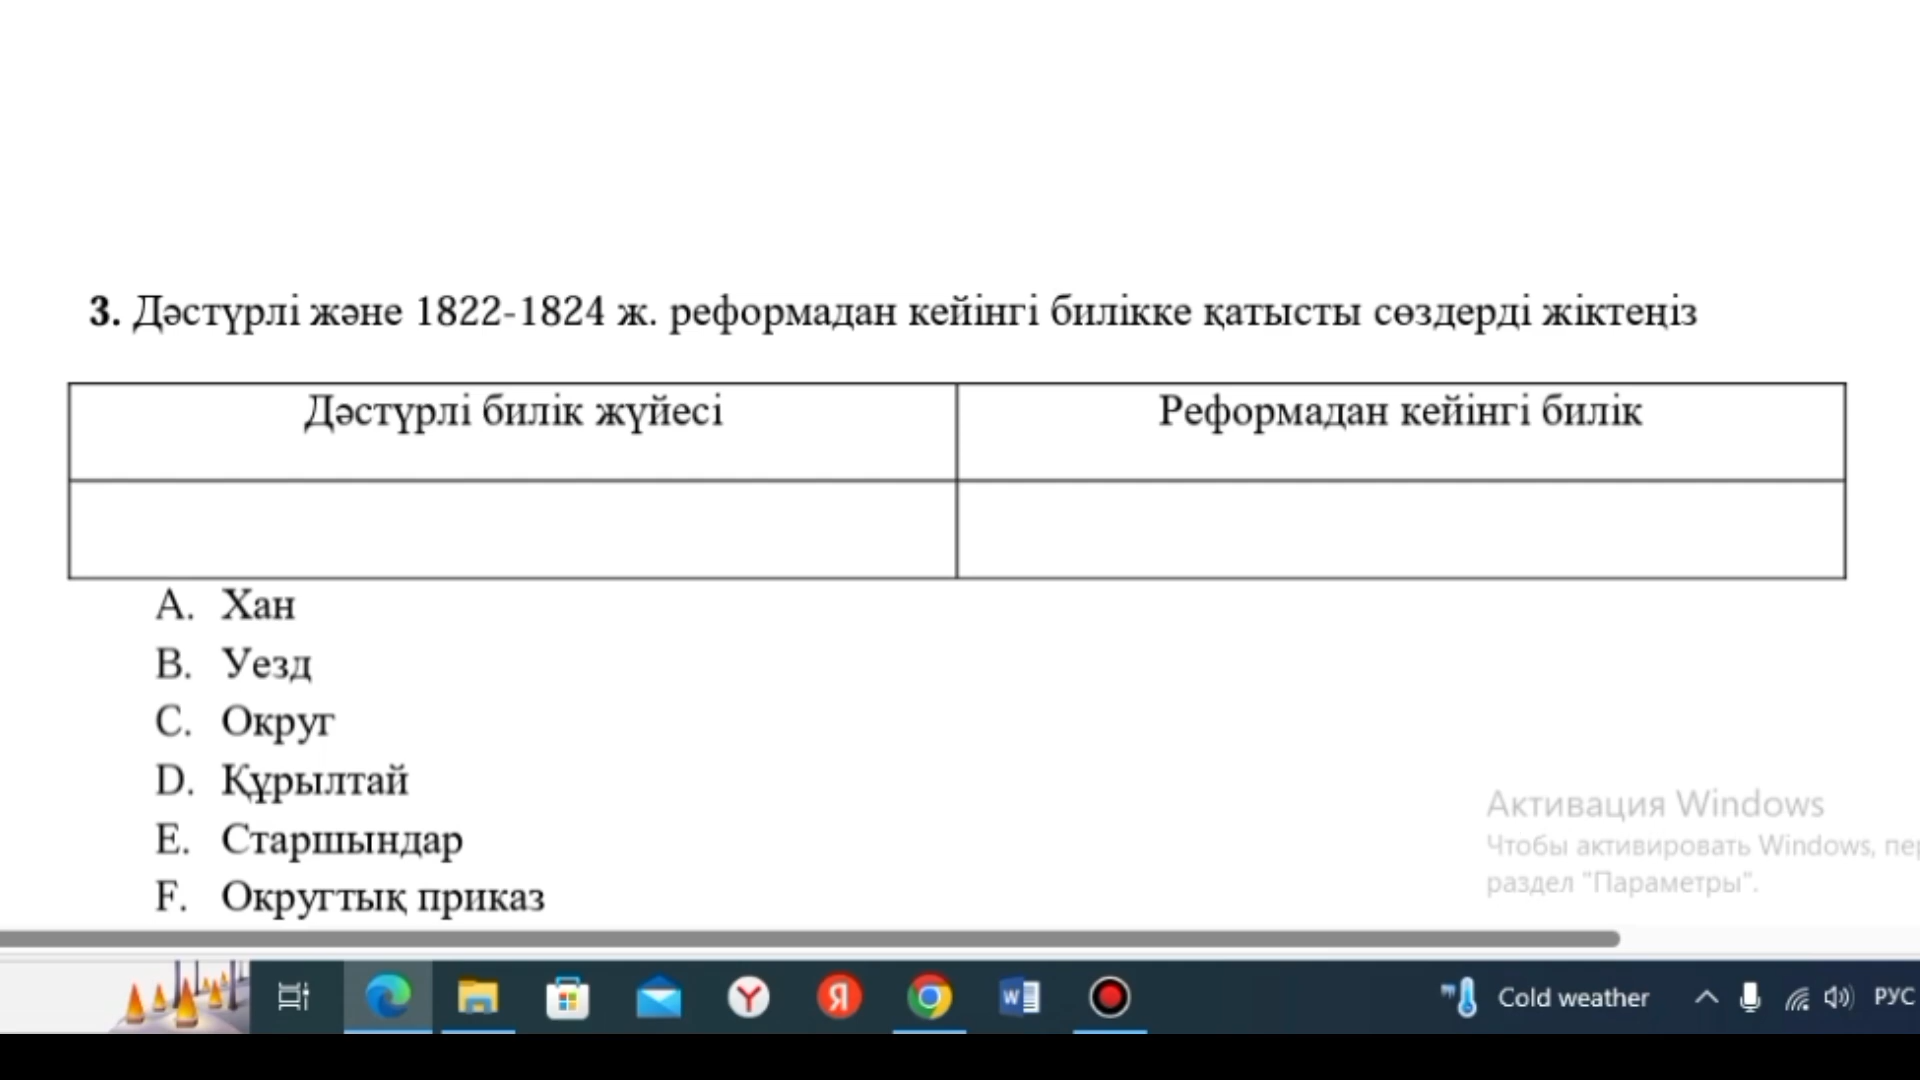 3. Дәстүрлі және 1822-1824 ж. реформадан кейінгі билікке қатысты сөздерді жіктеңіз
Дәстүрлі билік жүйесі
Реформадан кейінгі билік
A. Хан
B. Уезд
C. Округ
D. Құрылтай
E. Старшындар
F. Округтық приказ
Активация Windows
Чтобы активировать Windows, пер
раздел "Параметры".
Cold weather
РУС